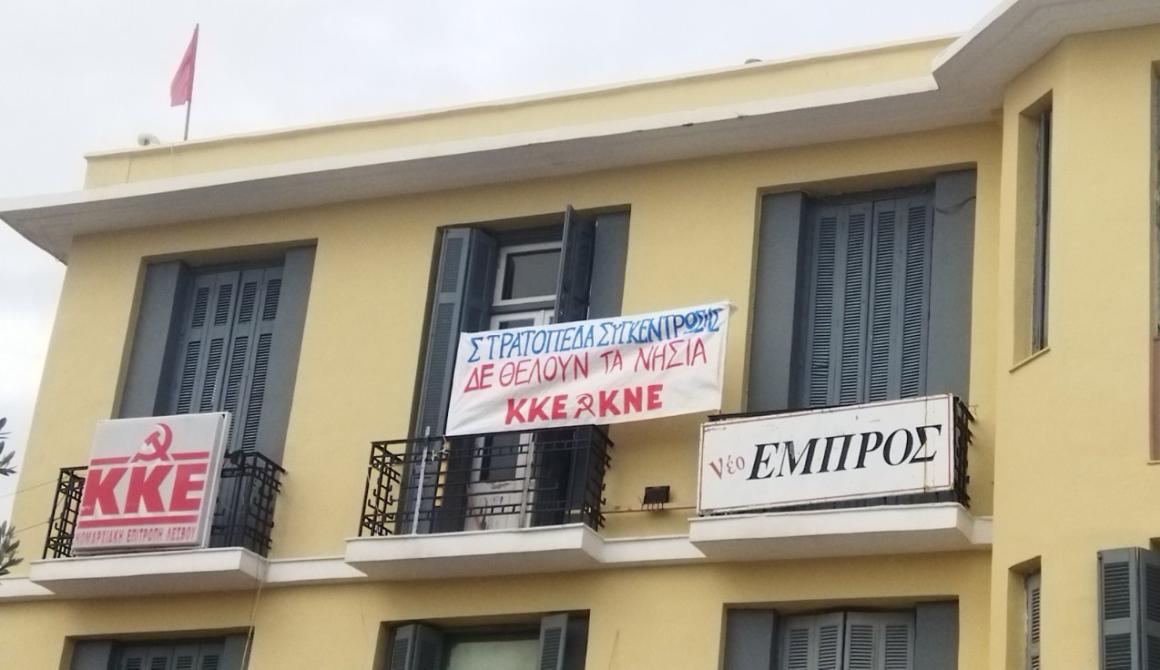 ΣΤΡΑΤΟΠΕΔΑ ΣΥΓΚΕΝΤΡΩΣΗΣ
ΔΕ ΘΕΛΟΥΝ ΤΑ ΝΗΣΙΑ
ΚΚΕ ΚΝΕ
ΚΚΕ
ΝΟΜΑΡΧΙΑΚΗ ΕΠΙΤΡΟΠΗ ΛΕΣΒΟΥ
Νέο ΕΜΠΡΟΣ